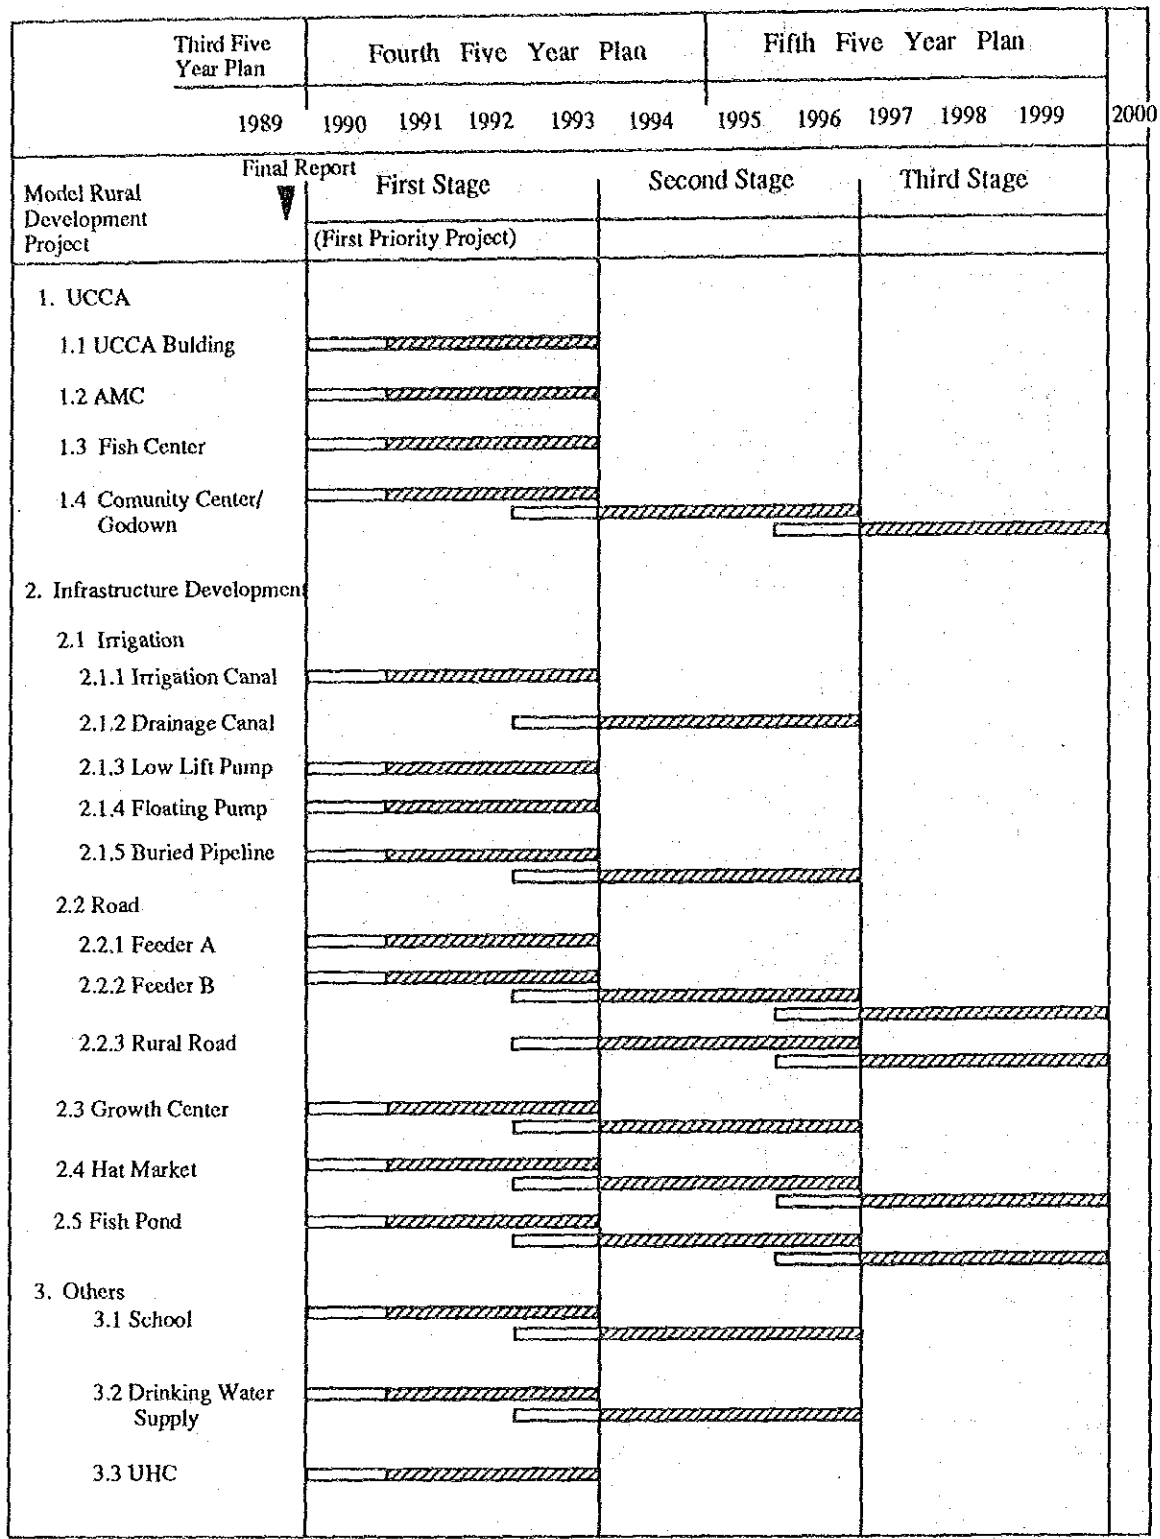 Third Five
Year Plan
Fourth Five Year Plan
Fifth Five Year Plan
1989 1990 1991 1992 1993 1994 1995 1996 1997 1998 1999 2000
Final Report
Model Rural
Development
Project
First Stage
Second Stage
Third Stage
(First Priority Project)
1. UCCA
1.1 UCCA Bulding
1.2 AMC
1.3 Fish Center
1.4 Comunity Center/
Godown
2. Infrastructure Development
2.1 Irrigation
2.1.1 Irrigation Canal
2.1.2 Drainage Canal
2.1.3 Low Lift Pump
2.1.4 Floating Pump
2.1.5 Buried Pipeline
2.2 Road
2.2.1 Feeder A
2.2.2 Feeder B
2.2.3 Rural Road
2.3 Growth Center
2.4 Hat Market
2.5 Fish Pond
3. Others
3.1 School
3.2 Drinking Water
Supply
3.3 UHC